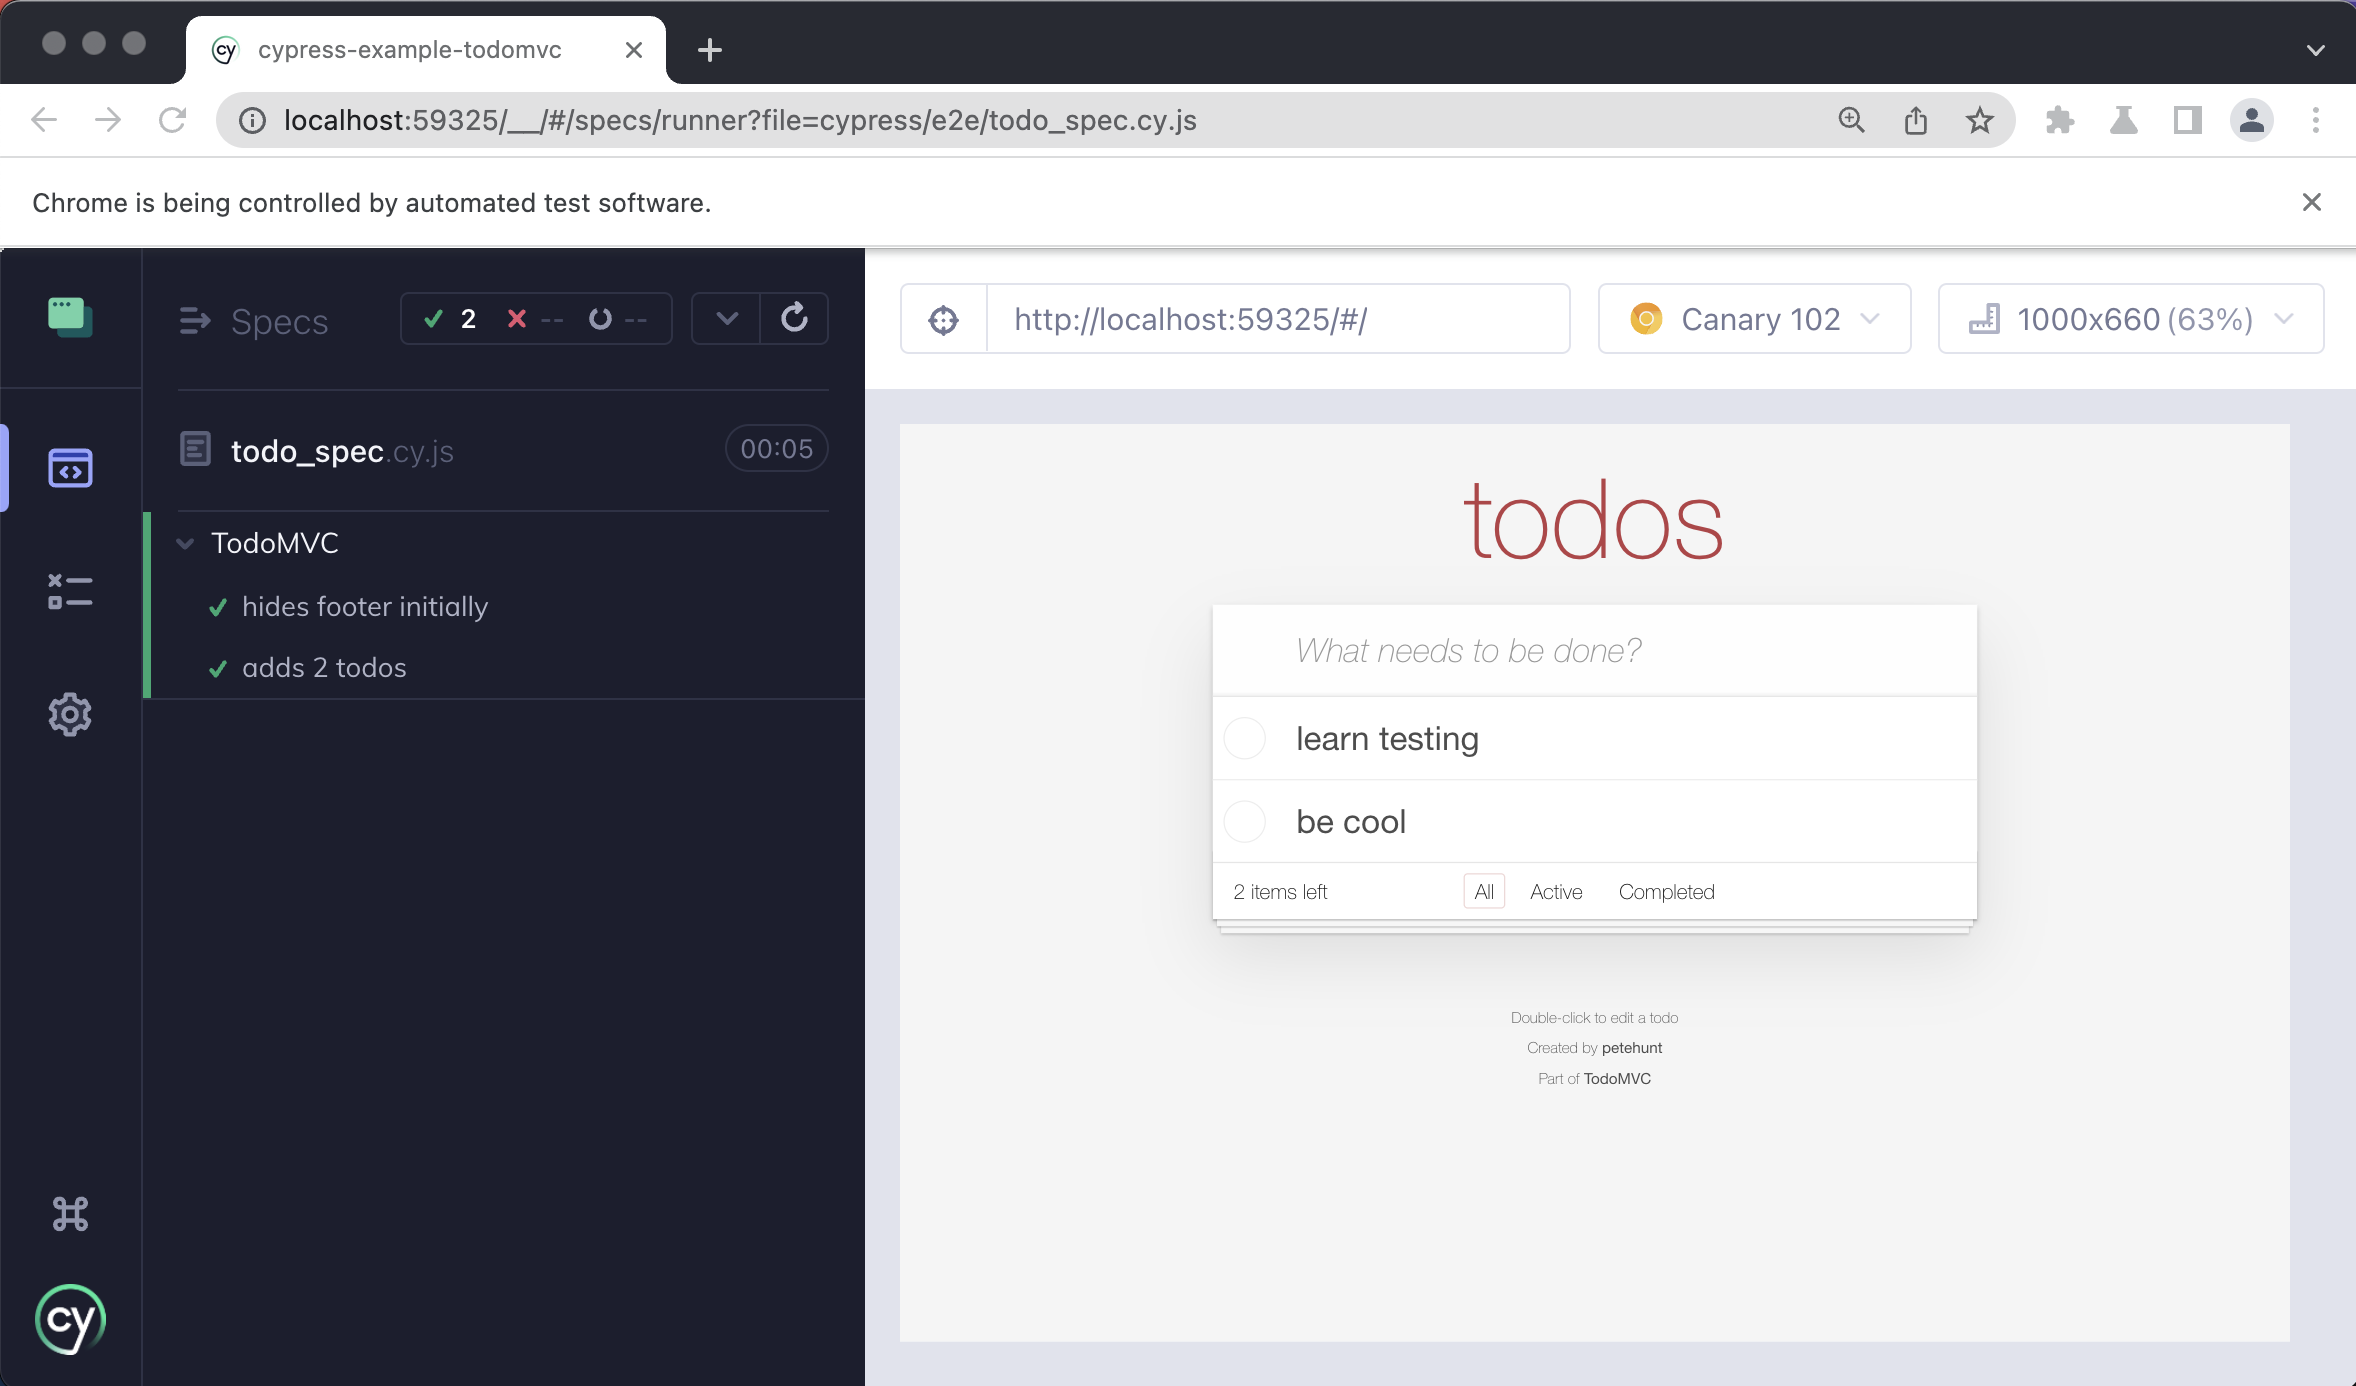 cypress-example-todomvc
localhost:59325/__/#/specs/runner?file=cypress/e2e/todo_spec.cy.js
Chrome is being controlled by automated test software.
Specs
2 -- --
todo_spec.cy.js
00:05
TodoMVC
hides footer initially
adds 2 todos
cy
http://localhost:59325/#/
Canary 102
1000x660 (63%)
todos
What needs to be done?
learn testing
be cool
2 items left
All Active Completed
Double-click to edit a todo
Created by petehunt
Part of TodoMVC